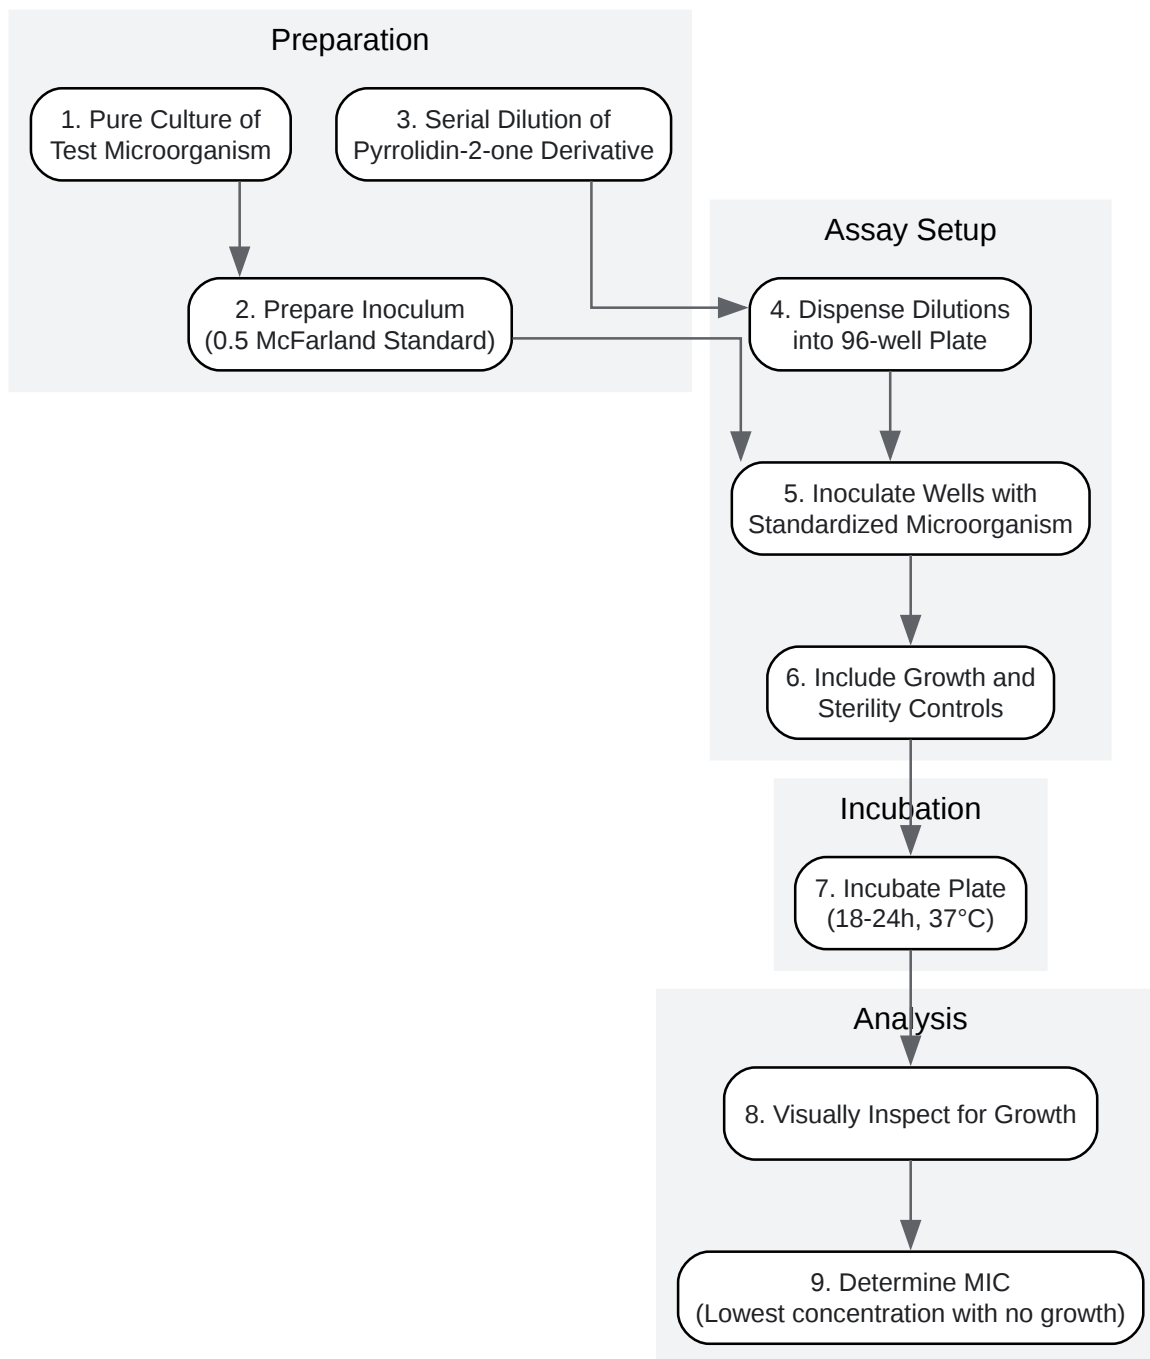 Preparation
1. Pure Culture of
Test Microorganism
3. Serial Dilution of
Pyrrolidin-2-one Derivative
2. Prepare Inoculum
(0.5 McFarland Standard)
Assay Setup
4. Dispense Dilutions
into 96-well Plate
5. Inoculate Wells with
Standardized Microorganism
6. Include Growth and
Sterility Controls
Incubation
7. Incubate Plate
(18-24h, 37°C)
Analysis
8. Visually Inspect for Growth
9. Determine MIC
(Lowest concentration with no growth)